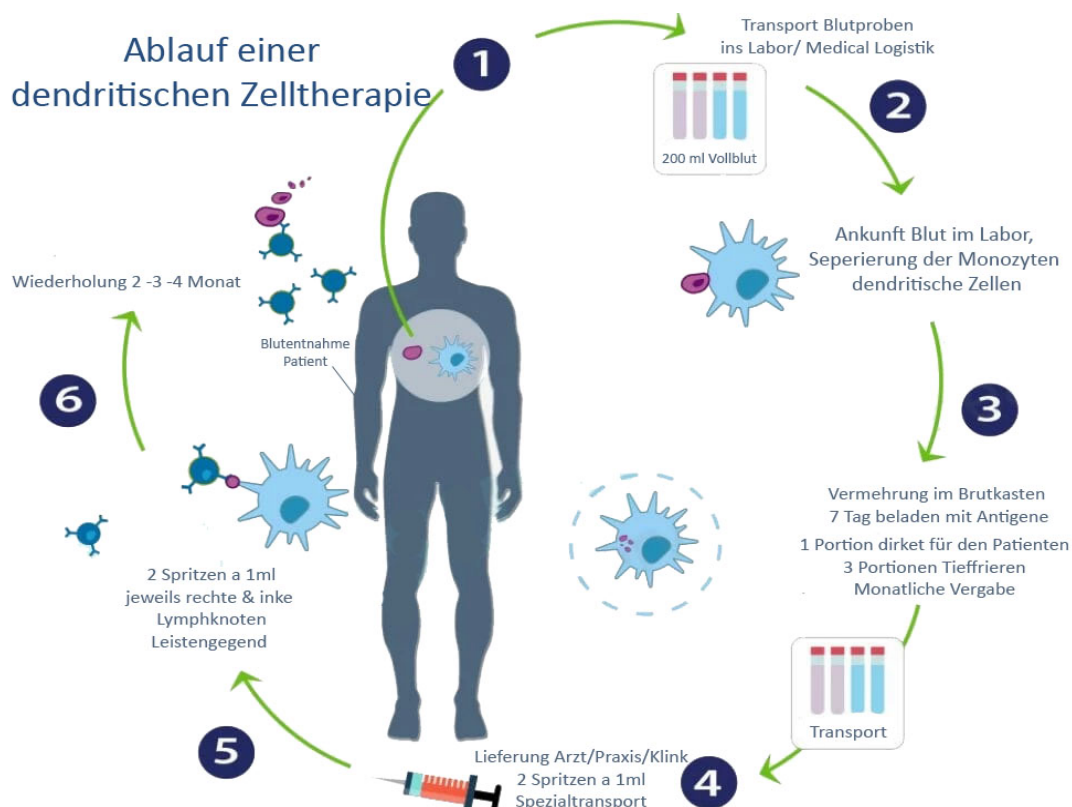 Ablauf einer
dendritischen Zelltherapie
1
Transport Blutproben
ins Labor/ Medical Logistik
200 ml Vollblut
2
Ankunft Blut im Labor,
Seperierung der Monozyten
dendritische Zellen
3
Vermehrung im Brutkasten
7 Tag beladen mit Antigene
1 Portion dirket für den Patienten
3 Portionen Tieffrieren
Monatliche Vergabe
Transport
4
Lieferung Arzt/Praxis/Klink
2 Spritzen a 1ml
Spezialtransport
5
2 Spritzen a 1ml
jeweils rechte & inke
Lymphknoten
Leistengegend
6
Wiederholung 2 -3 -4 Monat
Blutentnahme
Patient